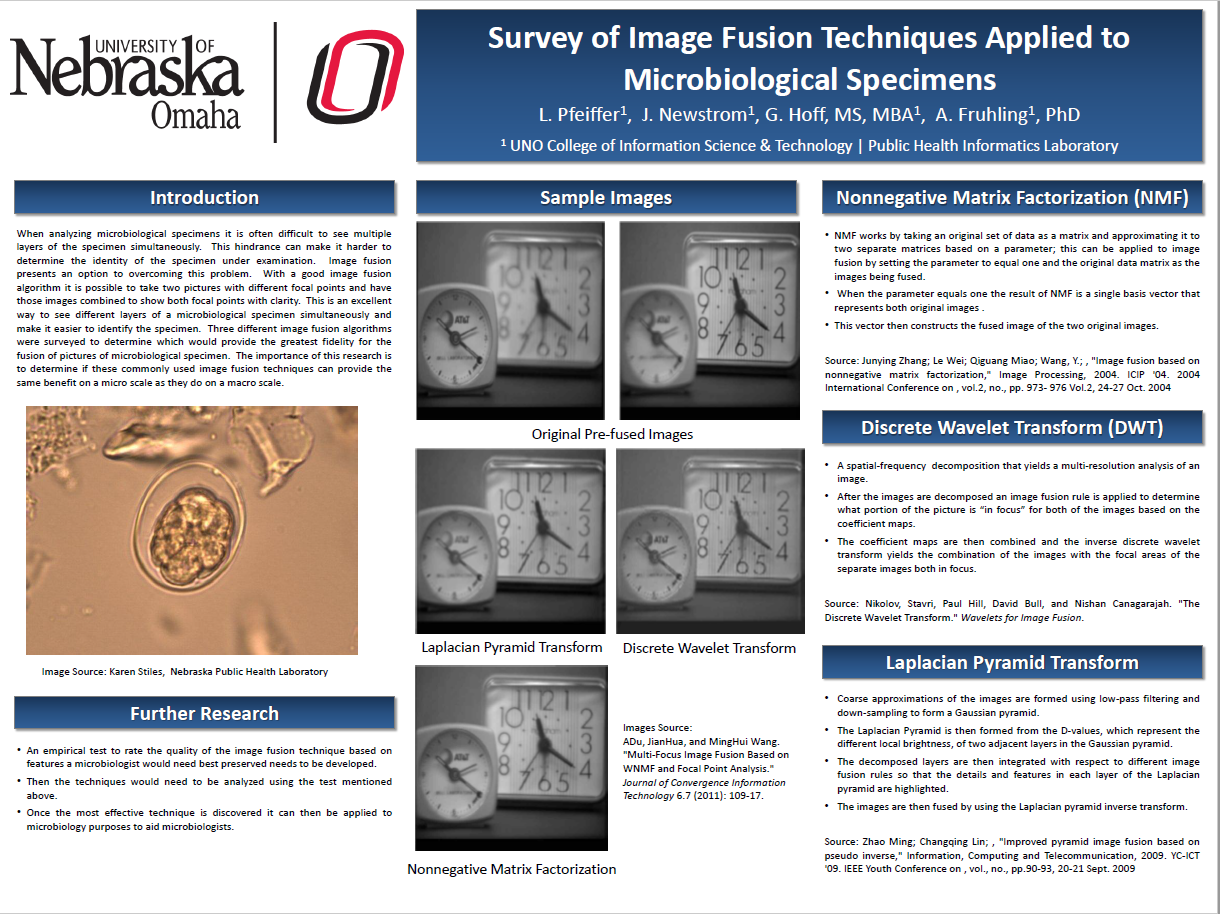 UNIVERSITY OF
Nebraska
Omaha
Survey of Image Fusion Techniques Applied to
Microbiological Specimens
L. Pfeiffer1, J. Newstrom1, G. Hoff, MS, MBA1, A. Fruhling1, PhD
1 UNO College of Information Science & Technology | Public Health Informatics Laboratory
Introduction
When analyzing microbiological specimens it is often difficult to see multiple
layers of the specimen simultaneously. This hindrance can make it harder to
determine the identity of the specimen under examination. Image fusion
presents an option to overcoming this problem. With a good image fusion
algorithm it is possible to take two pictures with different focal points and have
those images combined to show both focal points with clarity. This is an excellent
way to see different layers of a microbiological specimen simultaneously and
make it easier to identify the specimen. Three different image fusion algorithms
were surveyed to determine which would provide the greatest fidelity for the
fusion of pictures of microbiological specimen. The importance of this research is
to determine if these commonly used image fusion techniques can provide the
same benefit on a micro scale as they do on a macro scale.
Image Source: Karen Stiles, Nebraska Public Health Laboratory
Further Research
• An empirical test to rate the quality of the image fusion technique based on
features a microbiologist would need best preserved needs to be developed.
• Then the techniques would need to be analyzed using the test mentioned
above.
• Once the most effective technique is discovered it can then be applied to
microbiology purposes to aid microbiologists.
Sample Images
Original Pre-fused Images
Laplacian Pyramid Transform
Discrete Wavelet Transform
Nonnegative Matrix Factorization
Images Source:
ADu, JianHua, and MingHui Wang.
"Multi-Focus Image Fusion Based on
WNMF and Focal Point Analysis."
Journal of Convergence Information
Technology 6.7 (2011): 109-17.
Nonnegative Matrix Factorization (NMF)
• NMF works by taking an original set of data as a matrix and approximating it to
two separate matrices based on a parameter; this can be applied to image
fusion by setting the parameter to equal one and the original data matrix as the
images being fused.
• When the parameter equals one the result of NMF is a single basis vector that
represents both original images .
• This vector then constructs the fused image of the two original images.
Source: Junying Zhang; Le Wei; Qiguang Miao; Wang, Y.; , "Image fusion based on
nonnegative matrix factorization," Image Processing, 2004. ICIP '04. 2004
International Conference on , vol.2, no., pp. 973- 976 Vol.2, 24-27 Oct. 2004
Discrete Wavelet Transform (DWT)
• A spatial-frequency decomposition that yields a multi-resolution analysis of an
image.
• After the images are decomposed an image fusion rule is applied to determine
what portion of the picture is “in focus” for both of the images based on the
coefficient maps.
• The coefficient maps are then combined and the inverse discrete wavelet
transform yields the combination of the images with the focal areas of the
separate images both in focus.
Source: Nikolov, Stavri, Paul Hill, David Bull, and Nishan Canagarajah. "The
Discrete Wavelet Transform." Wavelets for Image Fusion.
Laplacian Pyramid Transform
• Coarse approximations of the images are formed using low-pass filtering and
down-sampling to form a Gaussian pyramid.
• The Laplacian Pyramid is then formed from the D-values, which represent the
different local brightness, of two adjacent layers in the Gaussian pyramid.
• The decomposed layers are then integrated with respect to different image
fusion rules so that the details and features in each layer of the Laplacian
pyramid are highlighted.
• The images are then fused by using the Laplacian pyramid inverse transform.
Source: Zhao Ming; Changqing Lin; , "Improved pyramid image fusion based on
pseudo inverse," Information, Computing and Telecommunication, 2009. YC-ICT
'09. IEEE Youth Conference on , vol., no., pp.90-93, 20-21 Sept. 2009